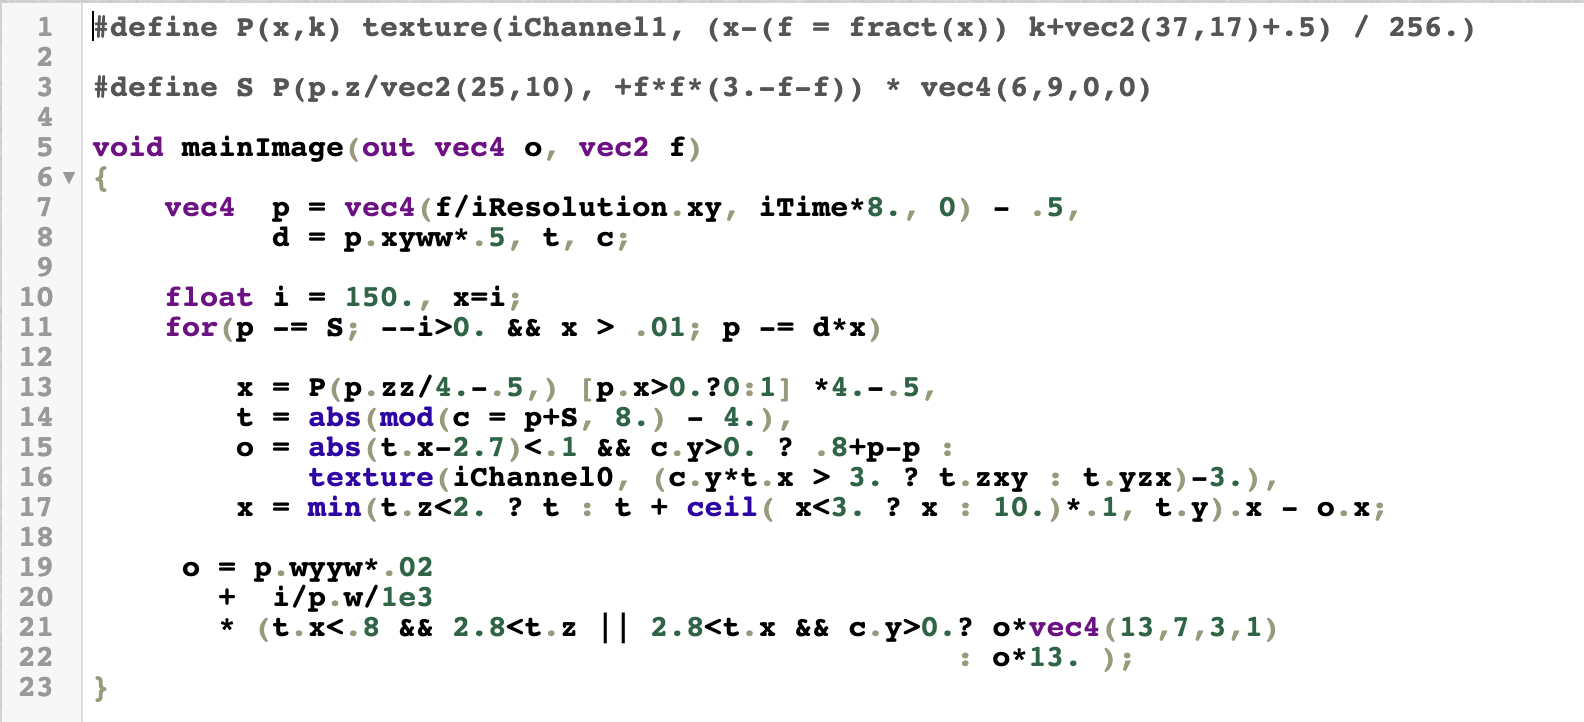 1 #define P(x,k) texture(iChannel1, (x-(f = fract(x)) k+vec2(37,17)+.5) / 256.)
2
3 #define S P(p.z/vec2(25,10), +f*f*(3.-f-f)) * vec4(6,9,0,0)
4
5 void mainImage(out vec4 o, vec2 f)
6 ▼ {
7     vec4  p = vec4(f/iResolution.xy, iTime*8., 0) - .5,
8           d = p.xyww*.5, t, c;
9
10     float i = 150., x=i;
11     for(p -= S; --i>0. && x > .01; p -= d*x)
12
13         x = P(p.zz/4.-.5,) [p.x>0.?0:1] *4.-.5,
14         t = abs(mod(c = p+S, 8.) - 4.),
15         o = abs(t.x-2.7)<.1 && c.y>0. ? .8+p-p :
16             texture(iChannel0, (c.y*t.x > 3. ? t.zxy : t.yzx)-3.),
17         x = min(t.z<2. ? t : t + ceil( x<3. ? x : 10.)*.1, t.y).x - o.x;
18
19      o = p.wyyw*.02
20        +  i/p.w/1e3
21        * (t.x<.8 && 2.8<t.z || 2.8<t.x && c.y>0.? o*vec4(13,7,3,1)
22                                                 : o*13. );
23 }